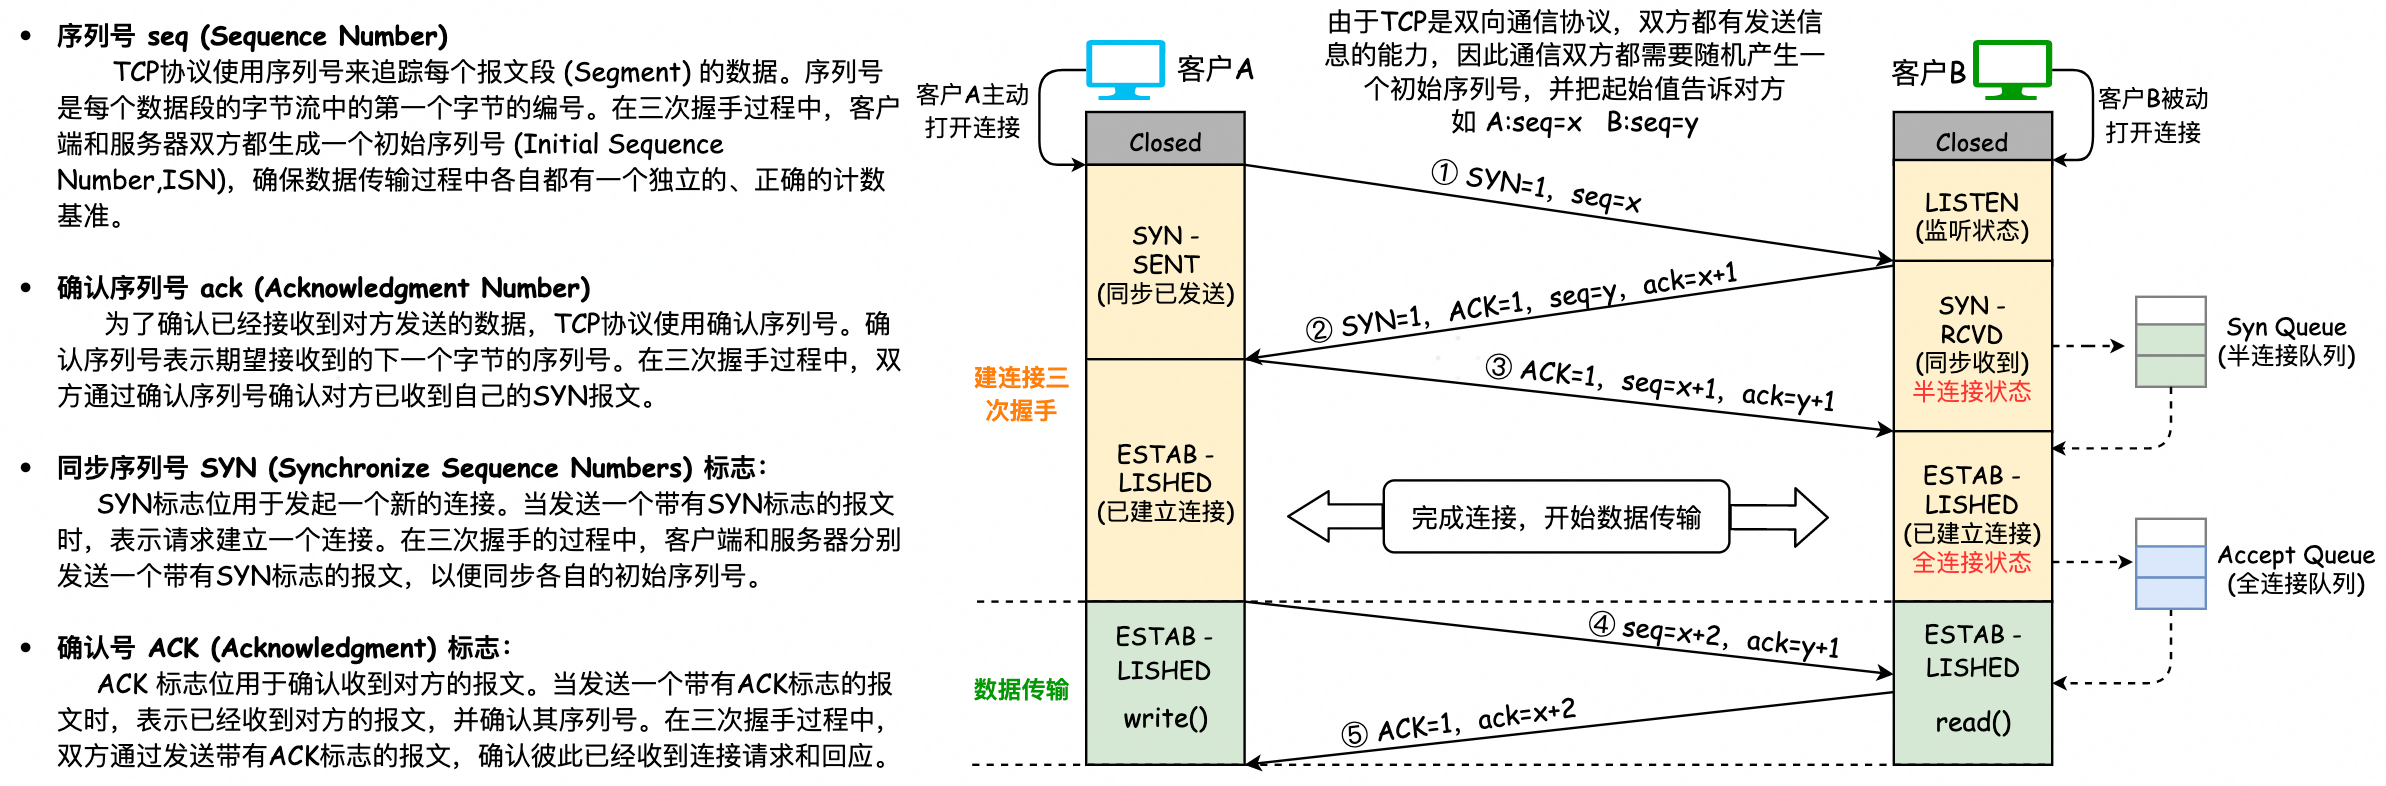 • 序列号 seq (Sequence Number)
TCP协议使用序列号来追踪每个报文段 (Segment) 的数据。序列号
是每个数据段的字节流中的第一个字节的编号。在三次握手过程中，客户
端和服务器双方都生成一个初始序列号 (Initial Sequence
Number,ISN)，确保数据传输过程中各自都有一个独立的、正确的计数
基准。
• 确认序列号 ack (Acknowledgment Number)
为了确认已经接收到对方发送的数据，TCP协议使用确认序列号。确
认序列号表示期望接收到的下一个字节的序列号。在三次握手过程中，双
方通过确认序列号确认对方已收到自己的SYN报文。
• 同步序列号 SYN (Synchronize Sequence Numbers) 标志：
SYN标志位用于发起一个新的连接。当发送一个带有SYN标志的报文
时，表示请求建立一个连接。在三次握手的过程中，客户端和服务器分别
发送一个带有SYN标志的报文，以便同步各自的初始序列号。
• 确认号 ACK (Acknowledgment) 标志：
ACK 标志位用于确认收到对方的报文。当发送一个带有ACK标志的报
文时，表示已经收到对方的报文，并确认其序列号。在三次握手过程中，
双方通过发送带有ACK标志的报文，确认彼此已经收到连接请求和回应。
由于TCP是双向通信协议，双方都有发送信
息的能力，因此通信双方都需要随机产生一
个初始序列号，并把起始值告诉对方
如 A:seq=x B:seq=y
客户A
客户A主动
打开连接
客户B
客户B被动
打开连接
Closed
SYN -
SENT
(同步已发送)
ESTAB -
LISHED
(已建立连接)
ESTAB -
LISHED
write()
建连接三
次握手
数据传输
① SYN=1，seq=x
② SYN=1，ACK=1，seq=y，ack=x+1
③ ACK=1，seq=x+1，ack=y+1
完成连接，开始数据传输
④ seq=x+2，ack=y+1
⑤ ACK=1，ack=x+2
Closed
LISTEN
(监听状态)
SYN -
RCVD
(同步收到)
半连接状态
ESTAB -
LISHED
(已建立连接)
全连接状态
ESTAB -
LISHED
read()
Syn Queue
(半连接队列)
Accept Queue
(全连接队列)